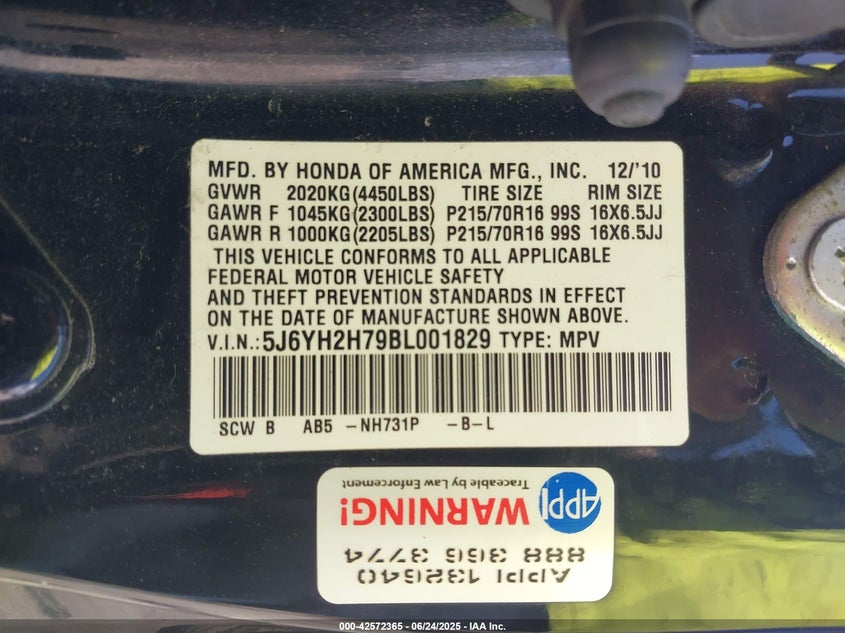 MFD. BY HONDA OF AMERICA MFG., INC. 12/'10
GVWR 2020KG(4450LBS) TIRE SIZE RIM SIZE
GAWR F 1045KG(2300LBS) P215/70R16 99S 16X6.5JJ
GAWR R 1000KG(2205LBS) P215/70R16 99S 16X6.5JJ
THIS VEHICLE CONFORMS TO ALL APPLICABLE
FEDERAL MOTOR VEHICLE SAFETY
AND THEFT PREVENTION STANDARDS IN EFFECT
ON THE DATE OF MANUFACTURE SHOWN ABOVE.
V.I.N.: 5J6YH2H79BL001829 TYPE: MPV
SCW B AB5 -NH731P -B-L
APPI 132640
888 366 3774
APPI WARNING!
Traceable by Law Enforcement
000-42572365 - 06/24/2025 - IAA Inc.